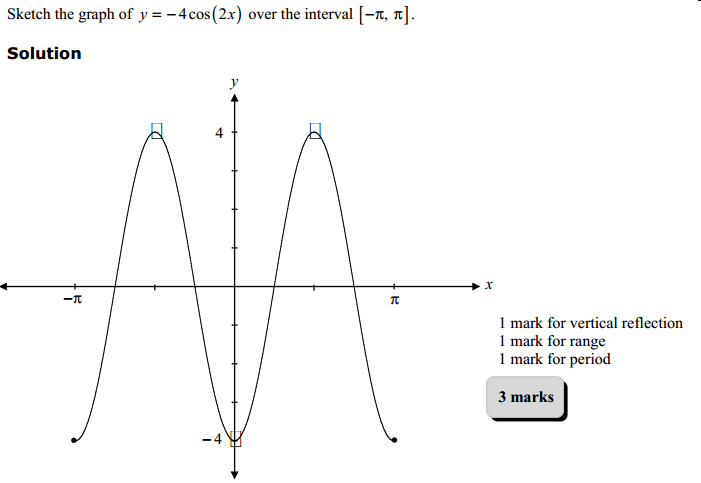 Sketch the graph of y = −4cos(2x) over the interval [−π, π].
Solution
y
4
x
−π
π
1 mark for vertical reflection
1 mark for range
1 mark for period
3 marks
−4